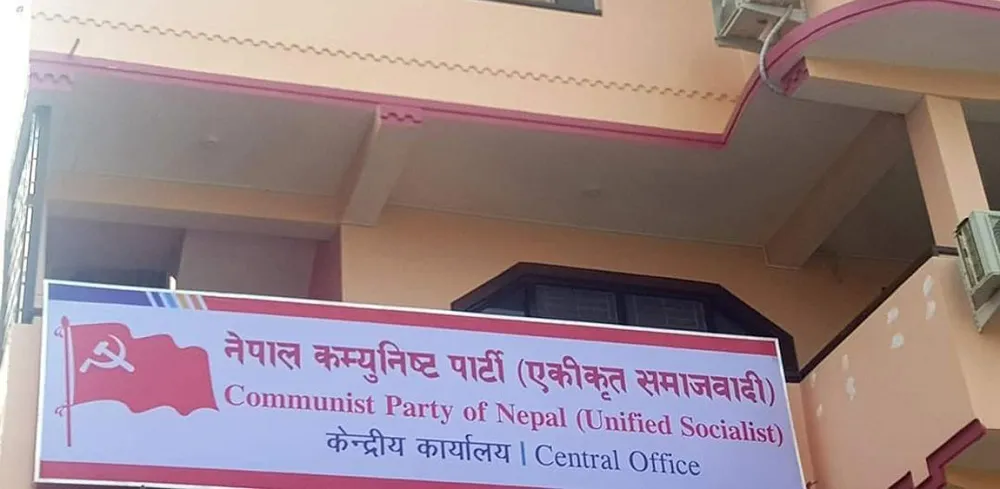 नेपाल कम्युनिष्ट पार्टी (एकीकृत समाजवादी)
Communist Party of Nepal (Unified Socialist)
केन्द्रीय कार्यालय | Central Office